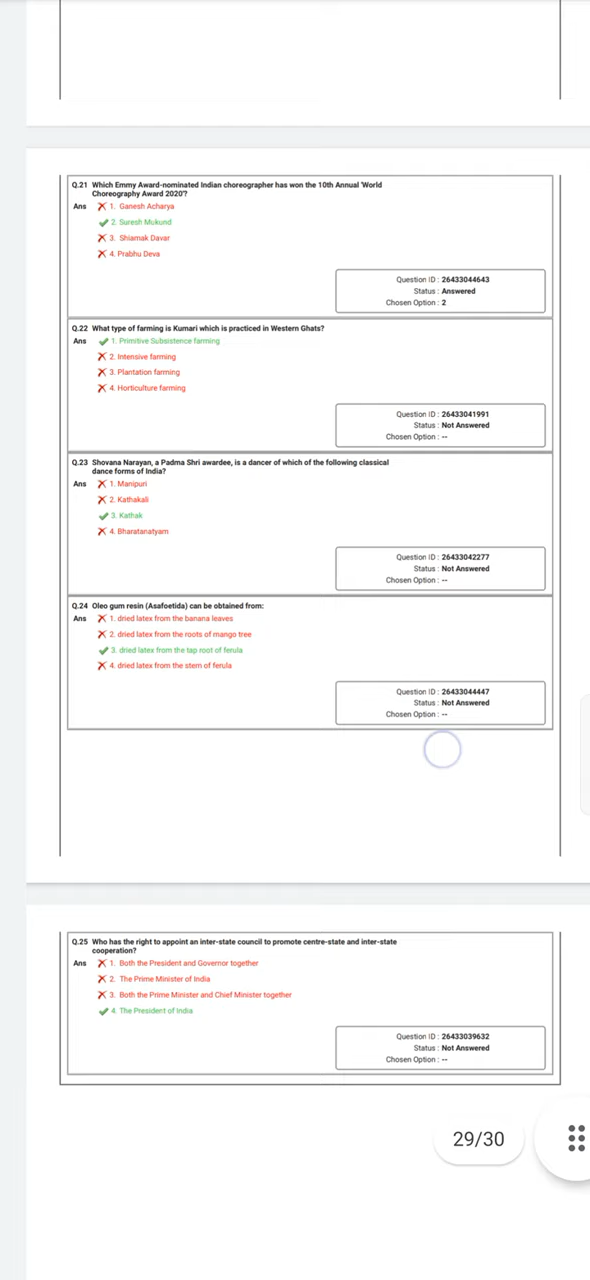 Q.21 Which Emmy Award-nominated Indian choreographer has won the 10th Annual 'World
Choreography Award 2020'?
Ans 1. Ganesh Acharya
2. Suresh Mukund
3. Shiamak Davar
4. Prabhu Deva
Question ID : 26433044643
Status : Answered
Chosen Option : 2
Q.22 What type of farming is Kumari which is practiced in Western Ghats?
Ans 1. Primitive Subsistence farming
2. Intensive farming
3. Plantation farming
4. Horticulture farming
Question ID : 26433041991
Status : Not Answered
Chosen Option : --
Q.23 Shovana Narayan, a Padma Shri awardee, is a dancer of which of the following classical
dance forms of India?
Ans 1. Manipuri
2. Kathakali
3. Kathak
4. Bharatanatyam
Question ID : 26433042277
Status : Not Answered
Chosen Option : --
Q.24 Oleo gum resin (Asafoetida) can be obtained from:
Ans 1. dried latex from the banana leaves
2. dried latex from the roots of mango tree
3. dried latex from the tap root of ferula
4. dried latex from the stem of ferula
Question ID : 26433044447
Status : Not Answered
Chosen Option : --
Q.25 Who has the right to appoint an inter-state council to promote centre-state and inter-state
cooperation?
Ans 1. Both the President and Governor together
2. The Prime Minister of India
3. Both the Prime Minister and Chief Minister together
4. The President of India
Question ID : 26433039632
Status : Not Answered
Chosen Option : --
29/30